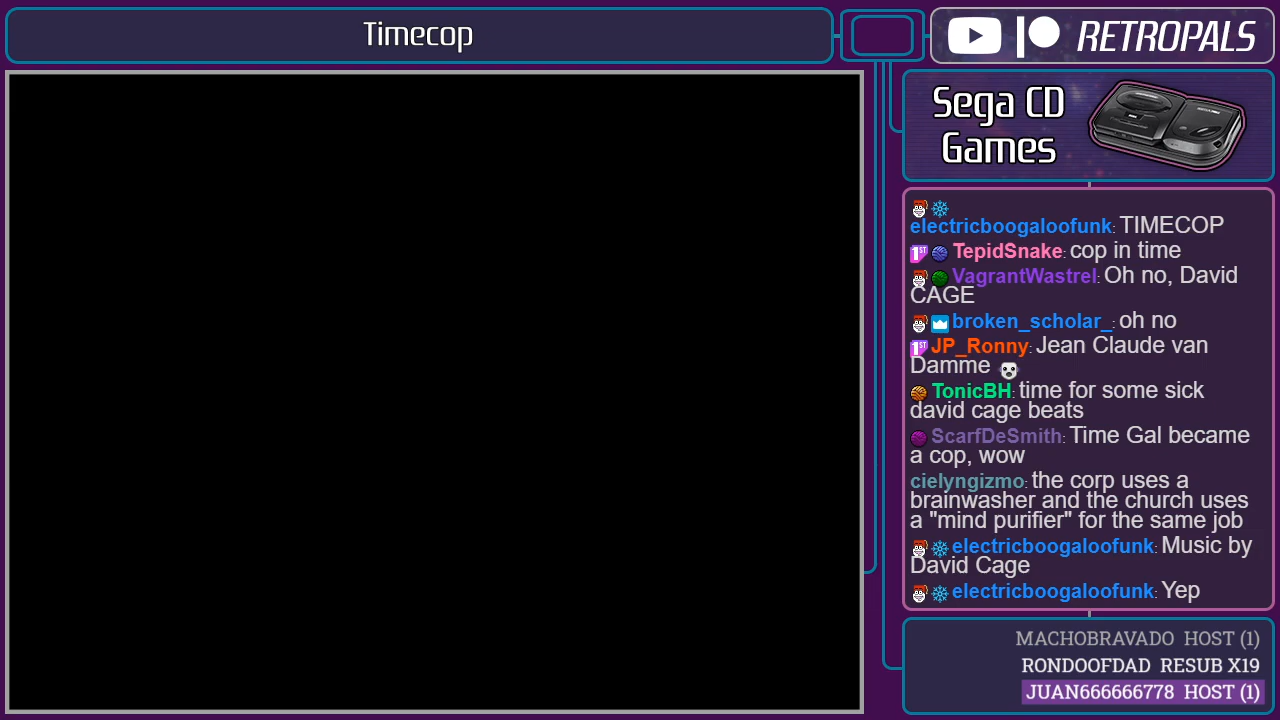 Timecop
RETROPALS
Sega CD
Games
electricboogaloofunk: TIMECOP
1ST TepidSnake: cop in time
VagrantWastrel: Oh no, David
CAGE
broken_scholar_: oh no
1ST JP_Ronny: Jean Claude van
Damme
TonicBH: time for some sick
david cage beats
ScarfDeSmith: Time Gal became
a cop, wow
cielyngizmo: the corp uses a
brainwasher and the church uses
a "mind purifier" for the same job
electricboogaloofunk: Music by
David Cage
electricboogaloofunk: Yep
MACHOBRAVADO HOST (1)
RONDOOFDAD RESUB X19
JUAN666666778 HOST (1)